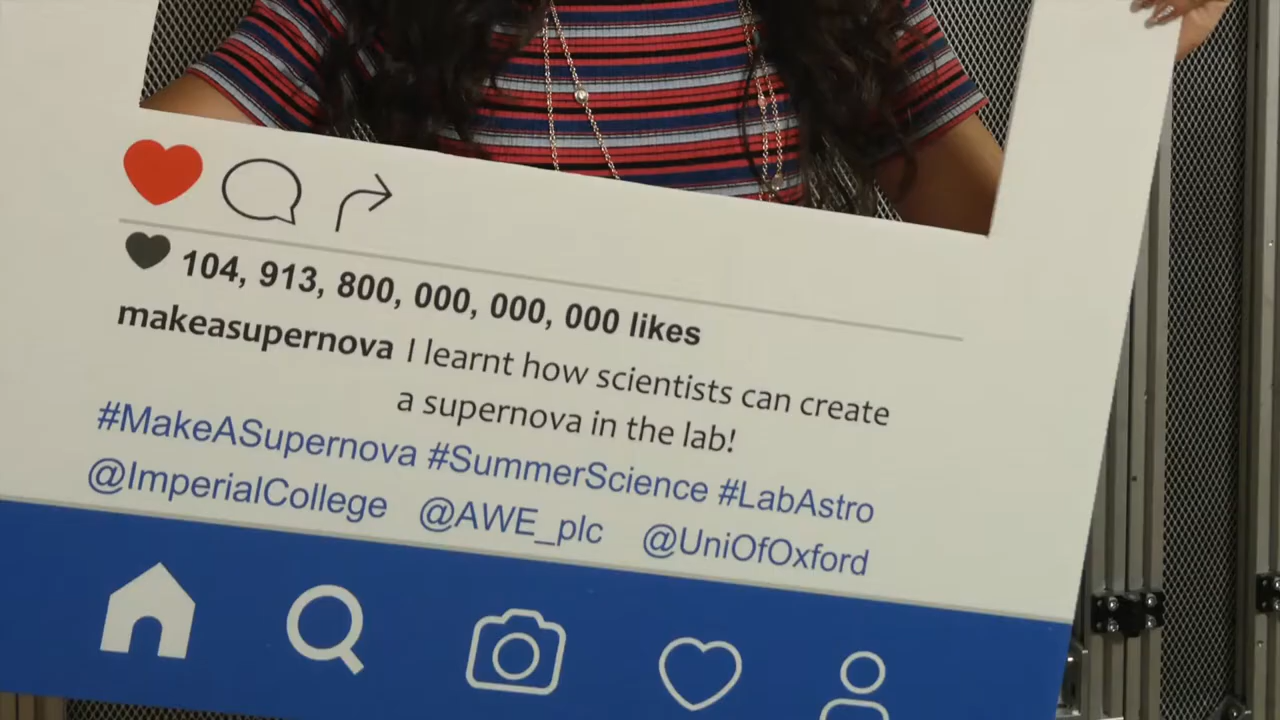 104, 913, 800, 000, 000, 000 likes
makeasupernova I learnt how scientists can create
a supernova in the lab!
#MakeASupernova #SummerScience #LabAstro
@ImperialCollege @AWE_plc @UniOfOxford